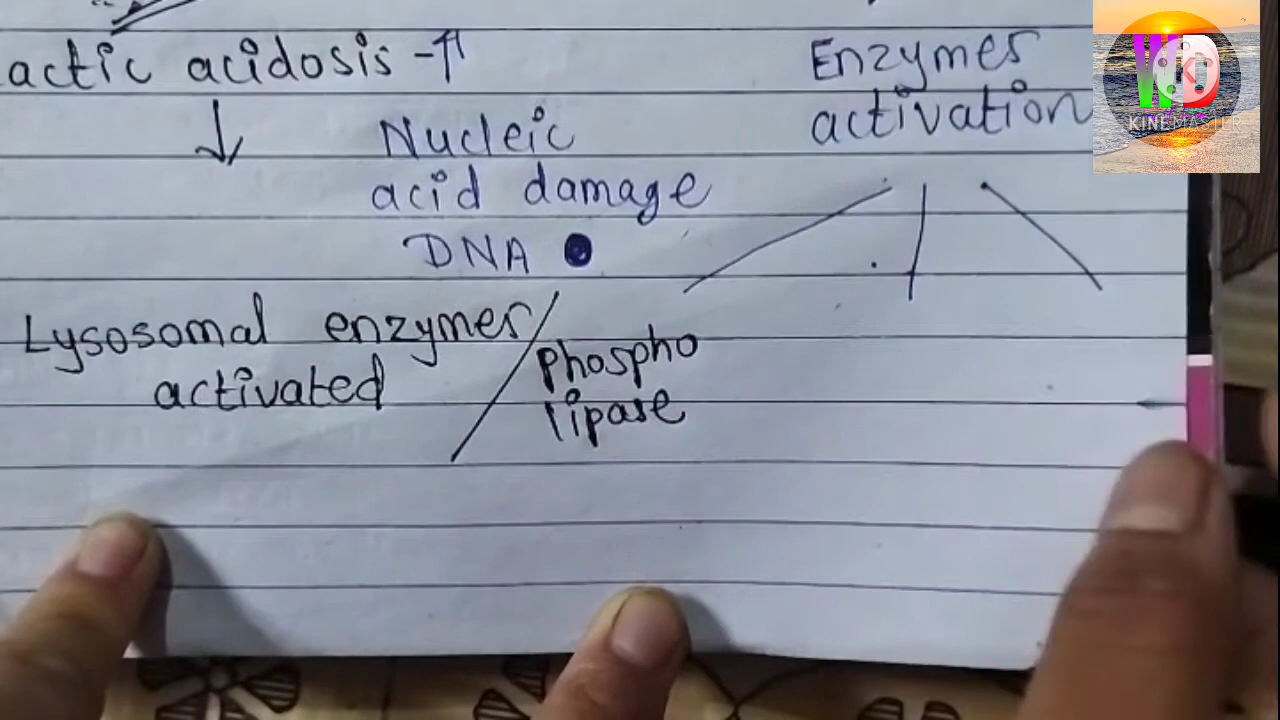 actic acidosis -↑
Enzymes
activation
Nucleic
acid damage
DNA
Lysosomal enzymes
activated
phospho
lipase
W D
KINEMASTER